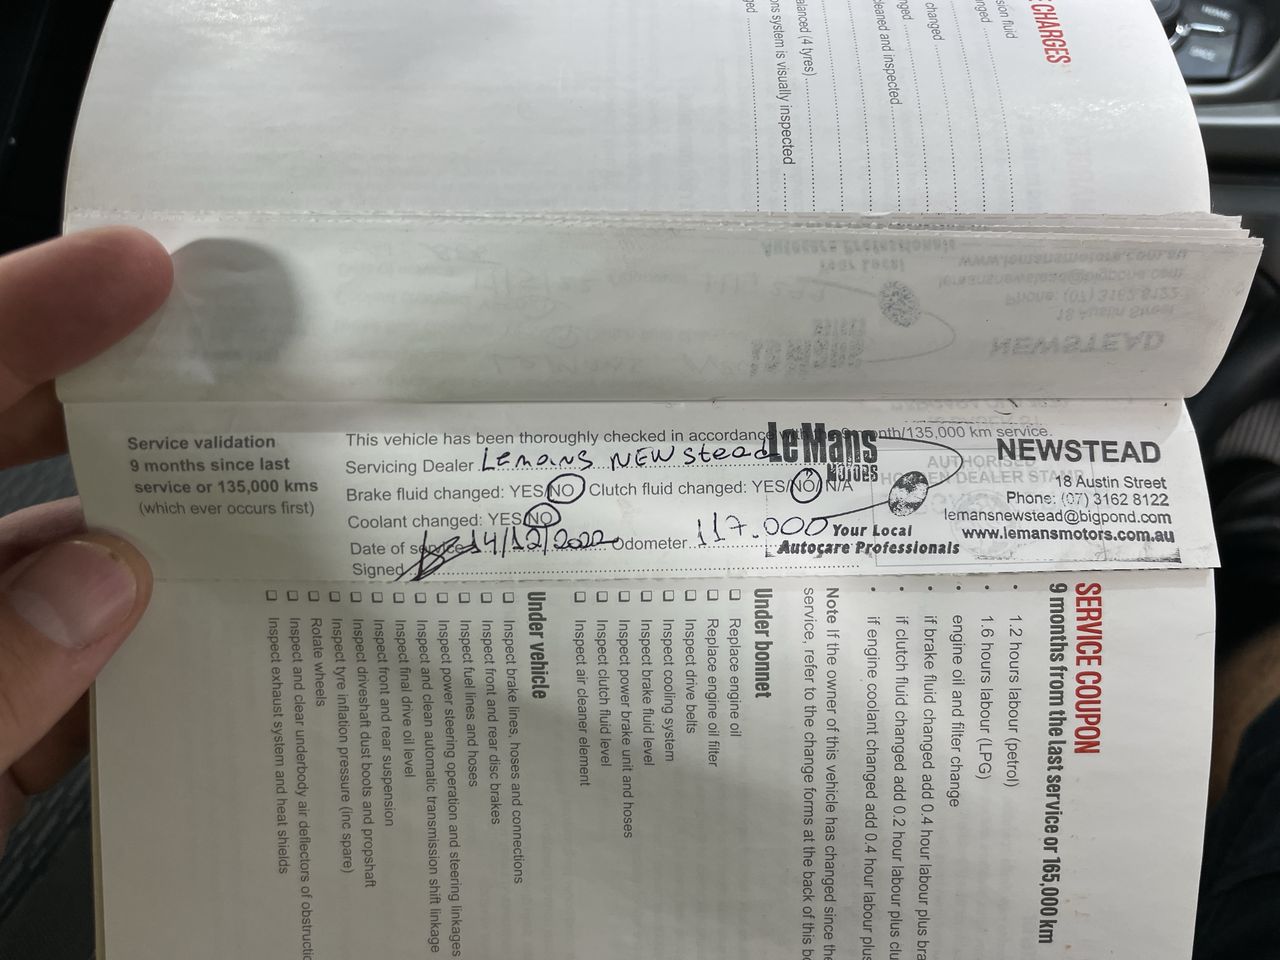 CHARGES
sion fluid
changed
cleaned and inspected
alanced (4 tyres)
ons system is visually inspected
Service validation
9 months since last
service or 135,000 kms
(which ever occurs first)
This vehicle has been thoroughly checked in accordance month/135,000 km service.
Servicing Dealer Lemans NEWstead
Brake fluid changed: YES/NO Clutch fluid changed: YES/NO/N/A
Coolant changed: YES/NO
Date of service 14/12/2022 Odometer 117.000
Signed
LeMans
MOTORS
Your Local
Autocare Professionals
NEWSTEAD
18 Austin Street
Phone: (07) 3162 8122
lemansnewstead@bigpond.com
www.lemansmotors.com.au
AUTHORISED
HOLDEN DEALER STAMP
SERVICE COUPON
9 months from the last service or 165,000 km
• 1.2 hours labour (petrol)
1.6 hours labour (LPG)
• engine oil and filter change
• if brake fluid changed add 0.4 hour labour plus bra
• if clutch fluid changed add 0.2 hour labour plus clu
• if engine coolant changed add 0.4 hour labour plus
Note If the owner of this vehicle has changed since the
service, refer to the change forms at the back of this bo
Under bonnet
Replace engine oil
Replace engine oil filter
Inspect drive belts
Inspect cooling system
Inspect brake fluid level
Inspect power brake unit and hoses
Inspect clutch fluid level
Inspect air cleaner element
Under vehicle
Inspect brake lines, hoses and connections
Inspect front and rear disc brakes
Inspect fuel lines and hoses
Inspect power steering operation and steering linkages
Inspect and clean automatic transmission shift linkage
Inspect final drive oil level
Inspect front and rear suspension
Inspect driveshaft dust boots and propshaft
Inspect tyre inflation pressure (inc spare)
Rotate wheels
Inspect and clear underbody air deflectors of obstructic
Inspect exhaust system and heat shields